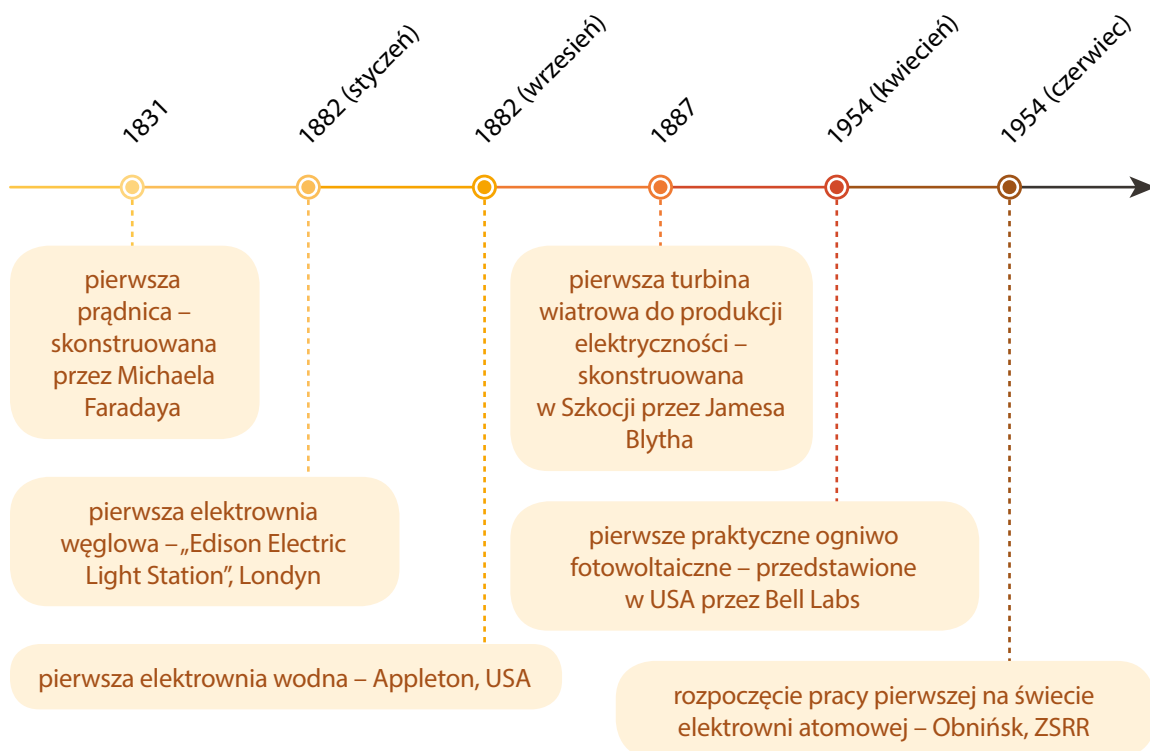 1831
1882 (styczeń)
1882 (wrzesień)
1887
1954 (kwiecień)
1954 (czerwiec)
pierwsza
prądnica –
skonstruowana
przez Michaela
Faradaya
pierwsza elektrownia
węglowa – „Edison Electric
Light Station”, Londyn
pierwsza elektrownia wodna – Appleton, USA
pierwsza turbina
wiatrowa do produkcji
elektryczności –
skonstruowana
w Szkocji przez Jamesa
Blytha
pierwsze praktyczne ogniwo
fotowoltaiczne – przedstawione
w USA przez Bell Labs
rozpoczęcie pracy pierwszej na świecie
elektrowni atomowej – Obnińsk, ZSRR